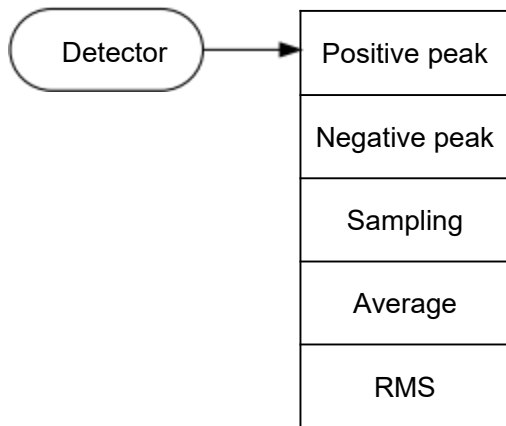 Detector
Positive peak
Negative peak
Sampling
Average
RMS